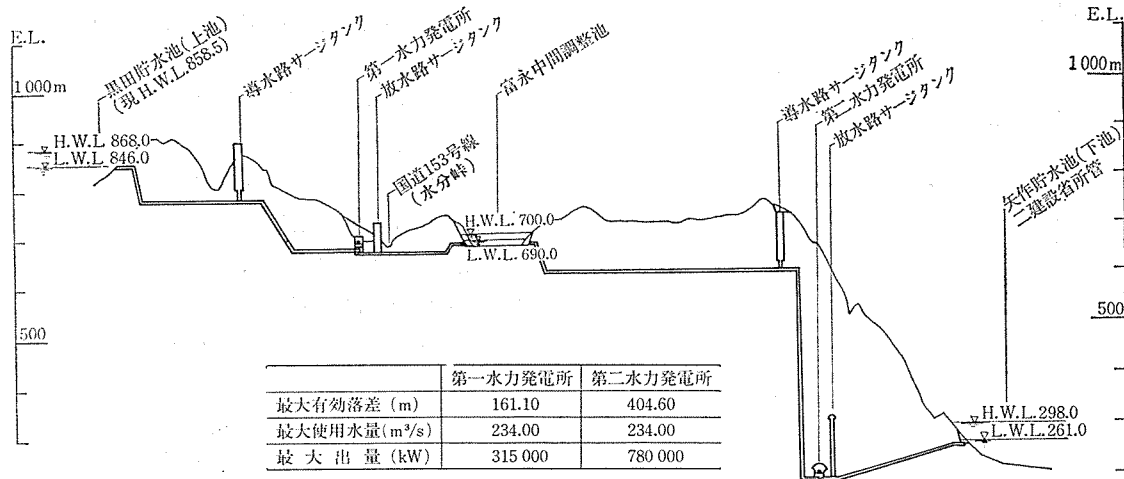 E.L.
1000m
500
黒田貯水池(上池)
(現H.W.L.858.5)
導水路サージタンク
第一水力発電所
放水路サージタンク
国道153号線
(水分峠)
富永中間調整池
導水路サージタンク
第二水力発電所
放水路サージタンク
矢作貯水池(下池)
=建設省所管
E.L.
1000m
500
H.W.L.868.0
L.W.L.846.0
H.W.L.700.0
L.W.L.690.0
H.W.L.298.0
L.W.L.261.0
第一水力発電所 第二水力発電所
最大有効落差(m) 161.10 404.60
最大使用水量(m³/s) 234.00 234.00
最大出量(kW) 315000 780000